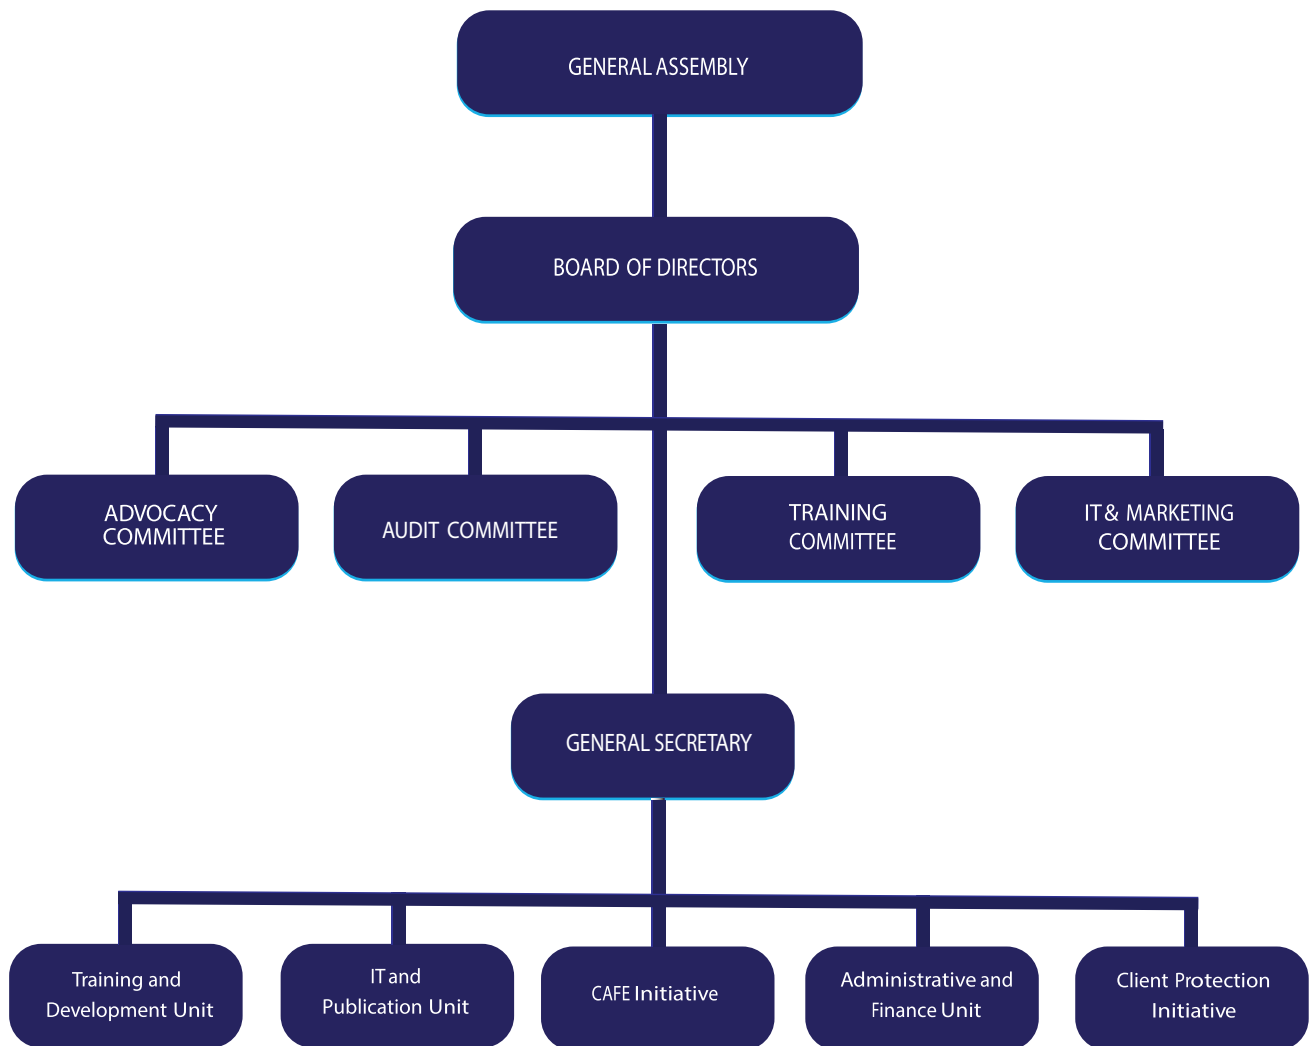 GENERAL ASSEMBLY
BOARD OF DIRECTORS
ADVOCACY
COMMITTEE
AUDIT COMMITTEE
TRAINING
COMMITTEE
IT & MARKETING
COMMITTEE
GENERAL SECRETARY
Training and
Development Unit
IT and
Publication Unit
CAFE Initiative
Administrative and
Finance Unit
Client Protection
Initiative